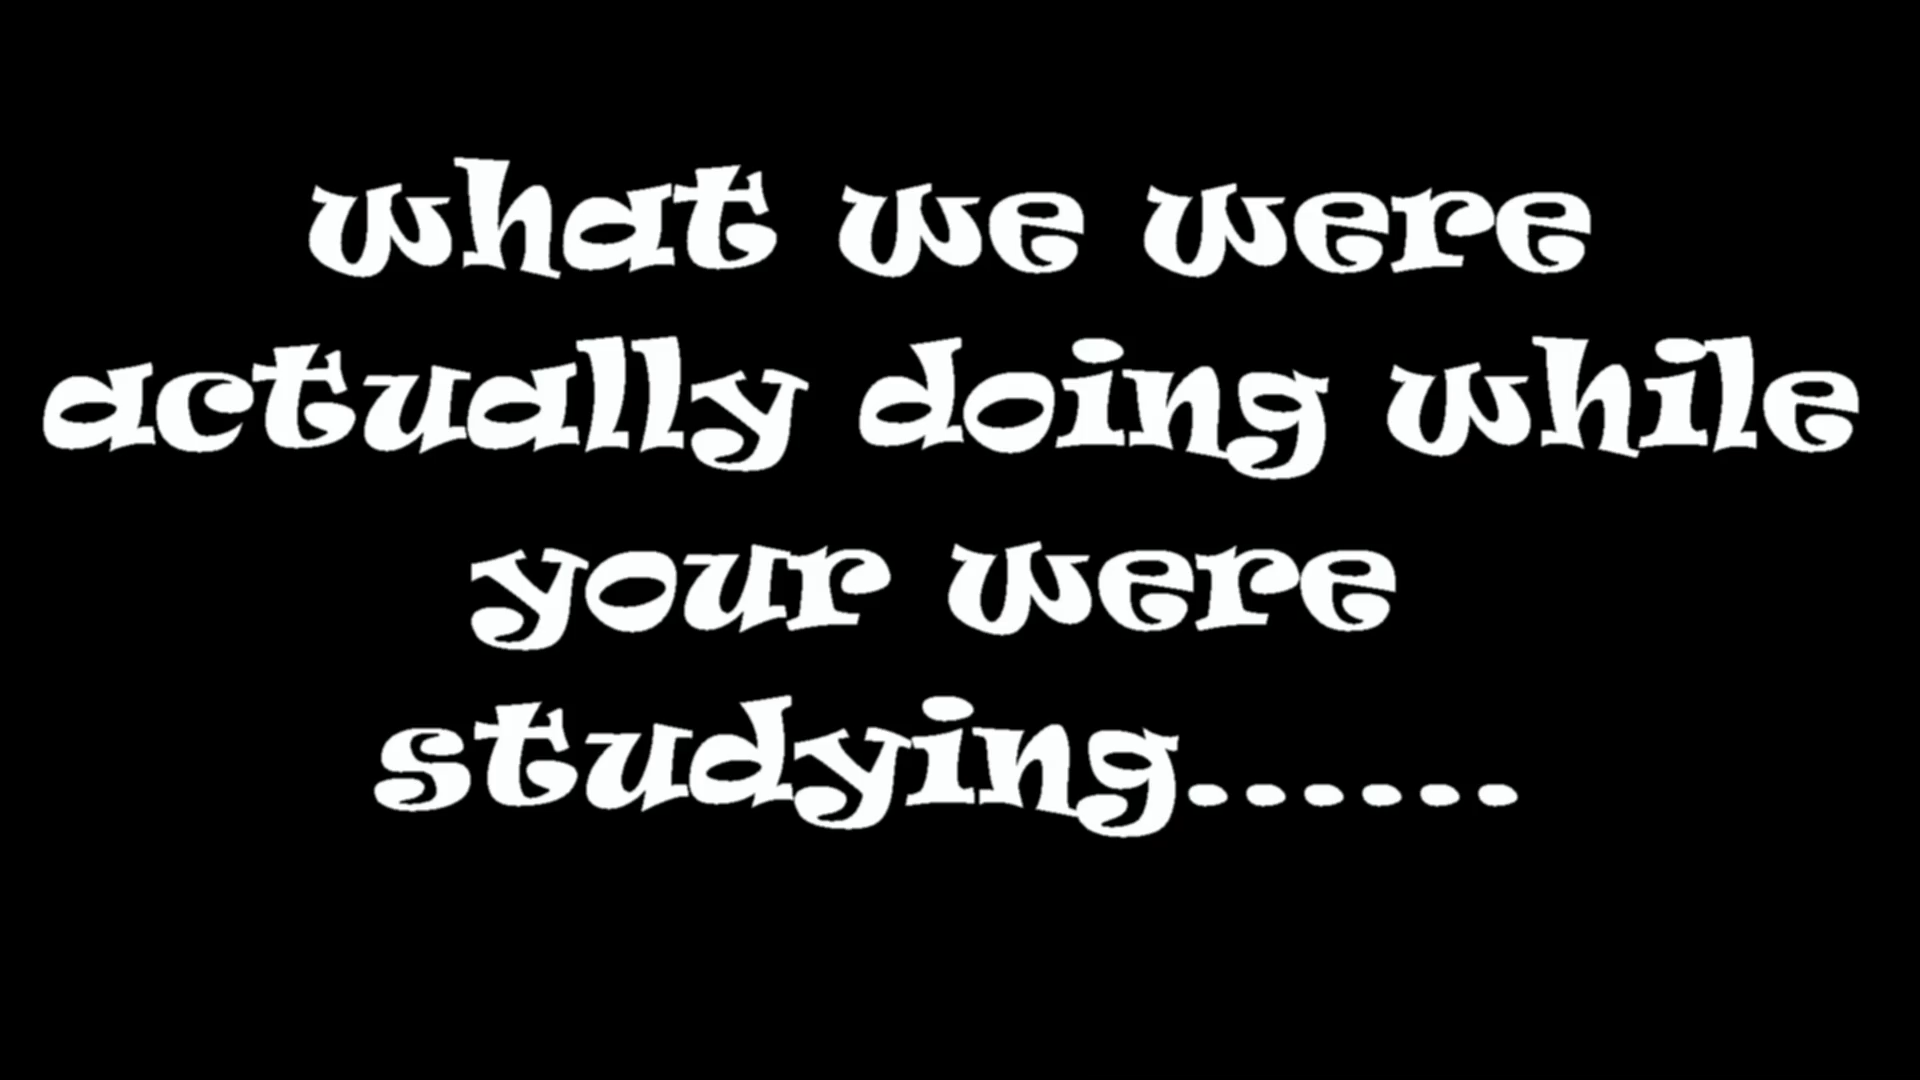 what we were
actually doing while
your were
studying......